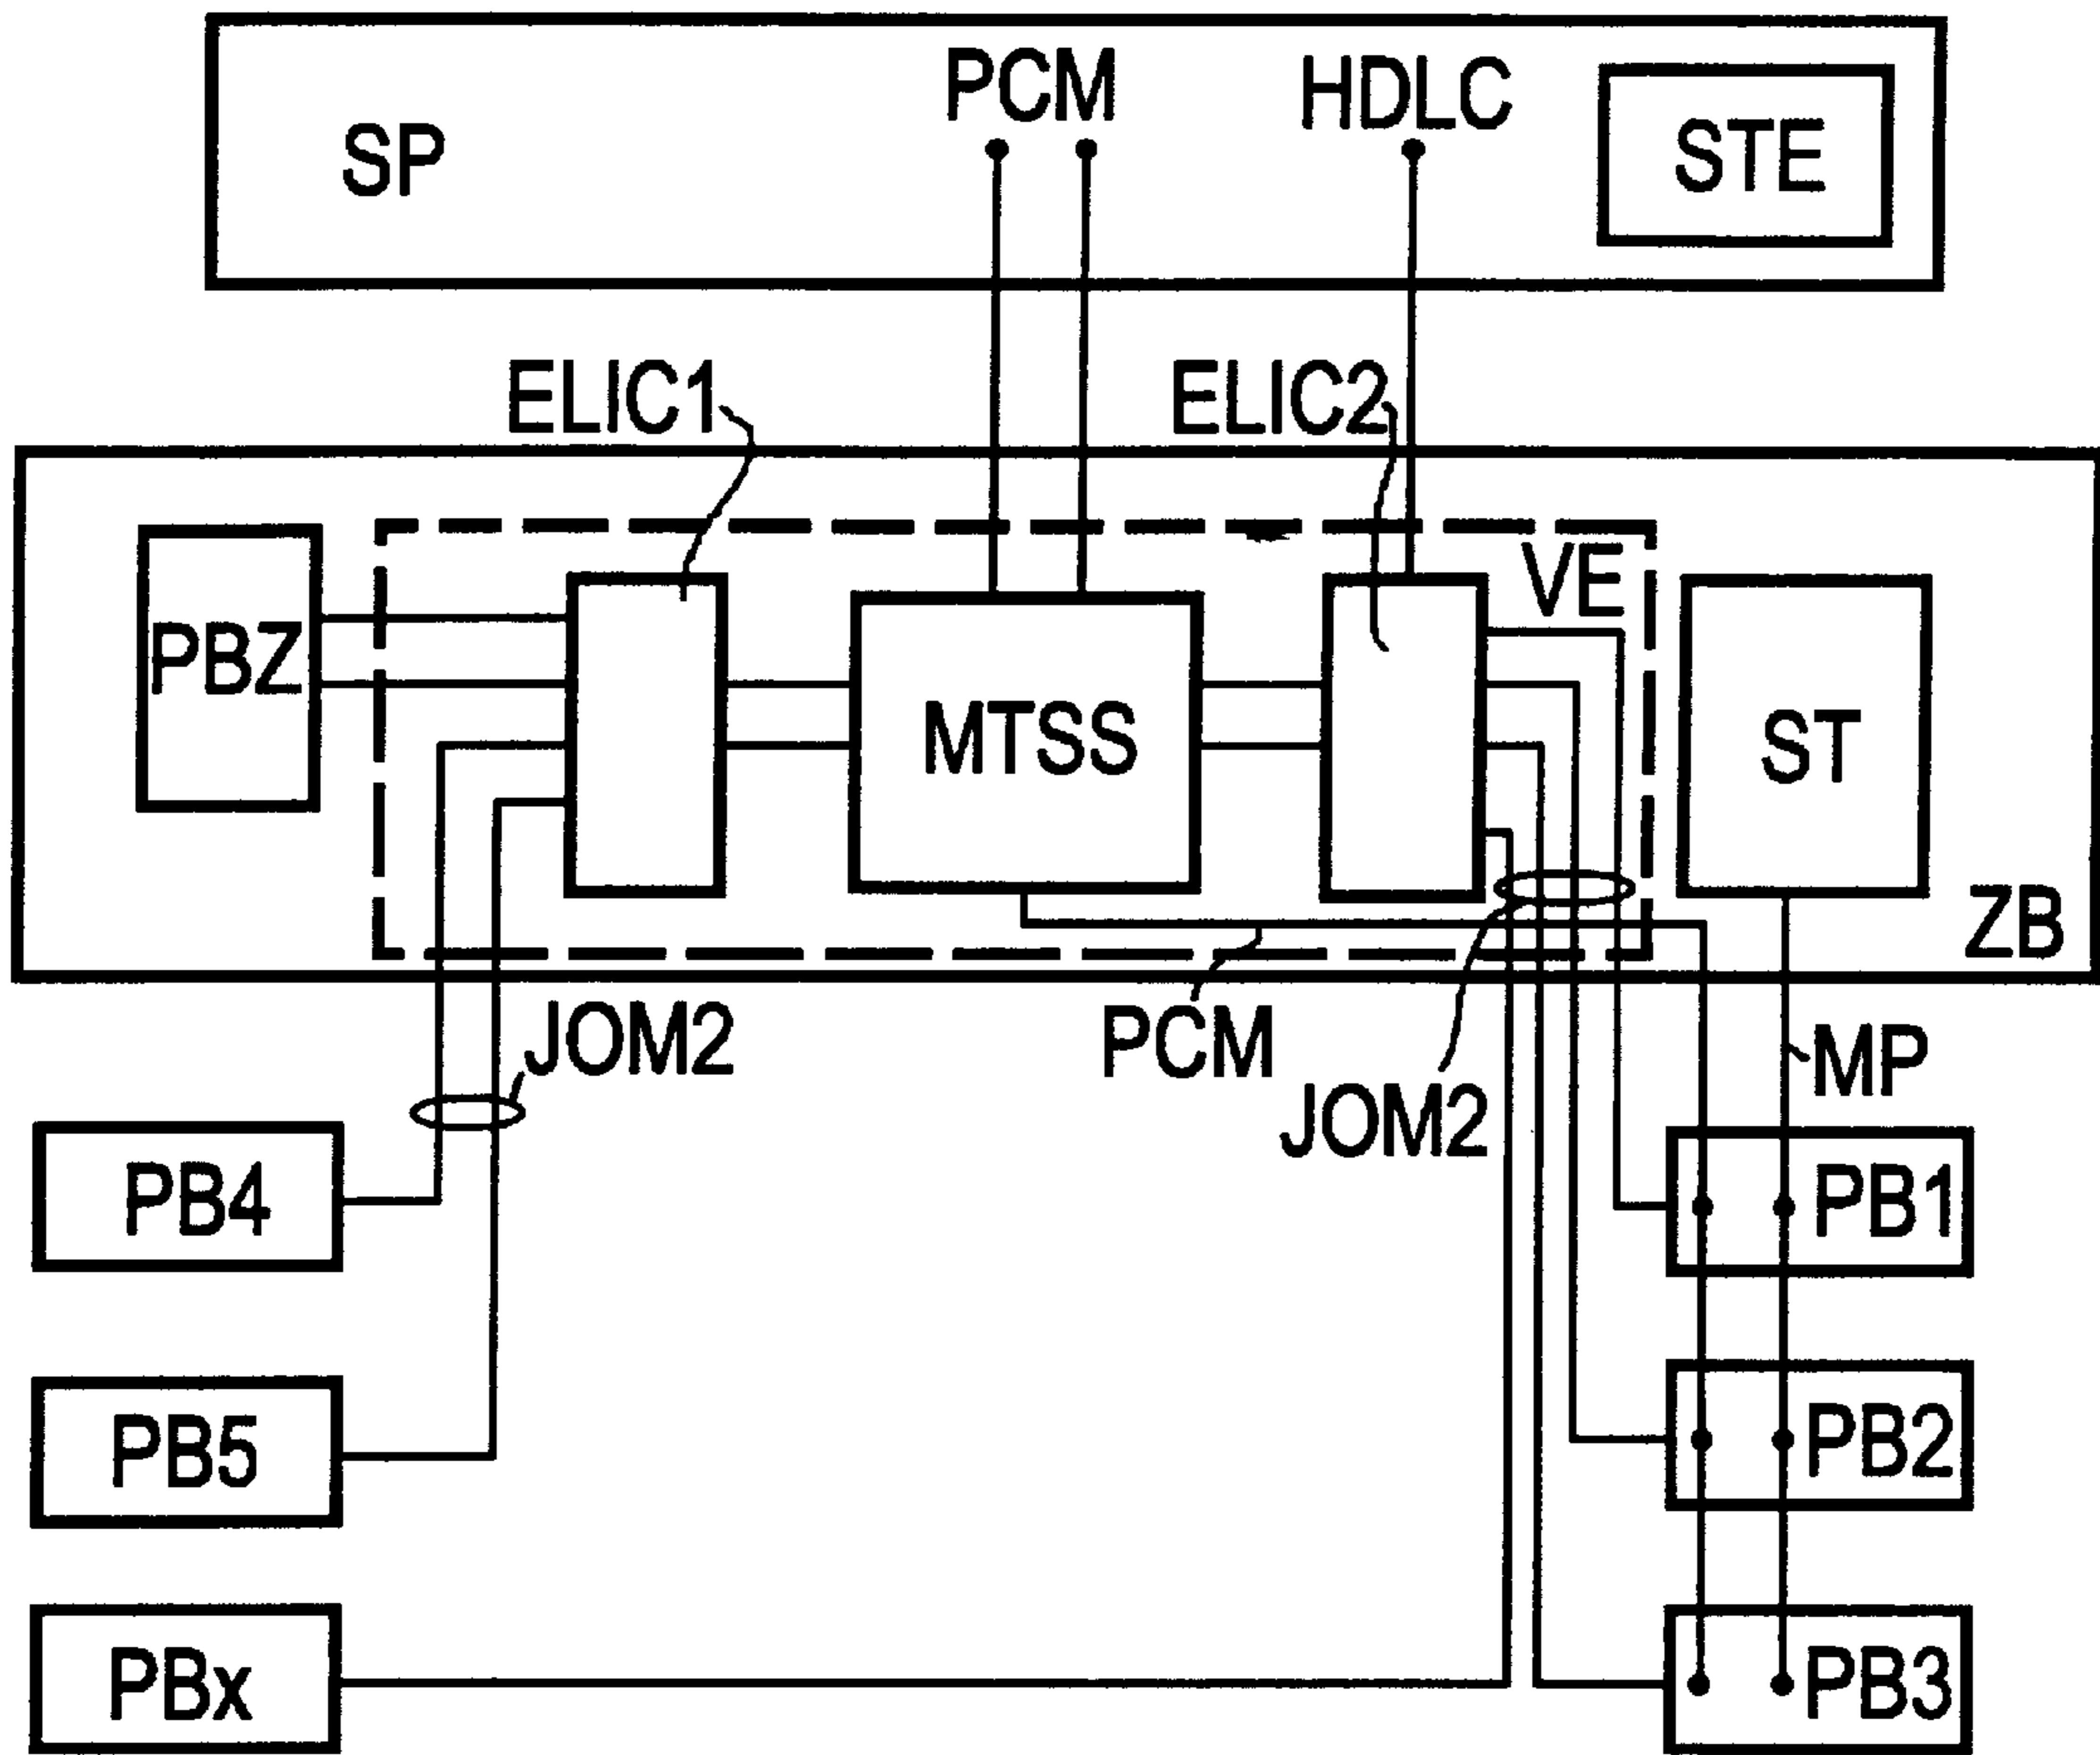 PCM
HDLC
SP
STE
ELIC1
ELIC2
VE
PBZ
MTSS
ST
ZB
JOM2
PCM
MP
JOM2
PB4
PB1
PB5
PB2
PBx
PB3